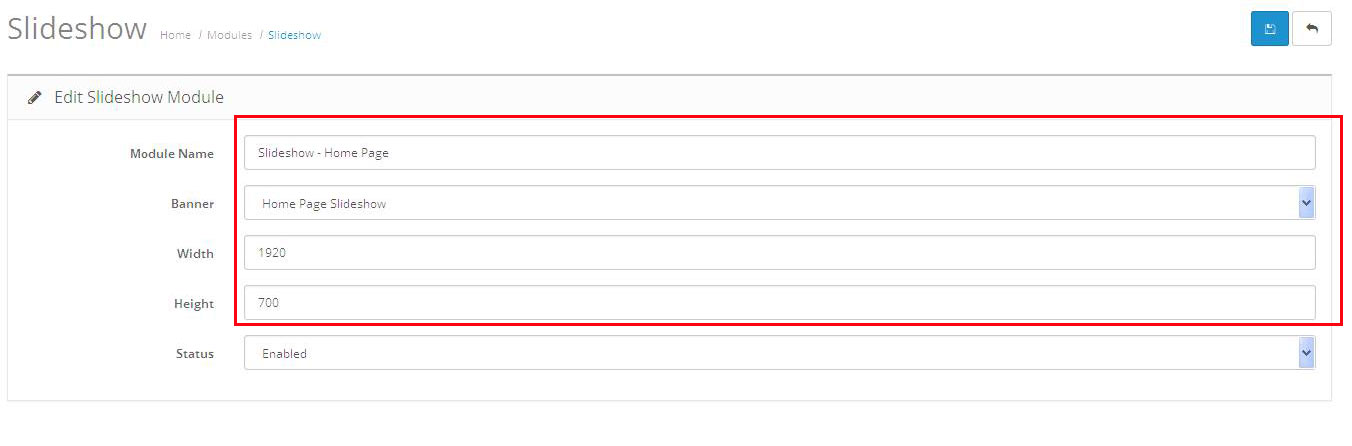 Slideshow Home / Modules / Slideshow
Edit Slideshow Module
Module Name Slideshow - Home Page
Banner Home Page Slideshow
Width 1920
Height 700
Status Enabled